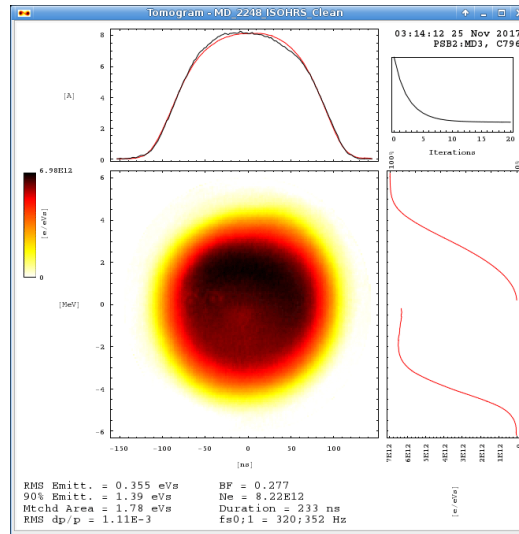 Tomogram - MD_2248_ISOHRS_Clean
03:14:12 25 Nov 2017
PSB2:MD3, C796
8
6
4
2
0
[A]
0 5 10 15 20
Iterations
6.98E12
[e/eVs]
0
6
4
2
0
-2
-4
-6
[MeV]
-150 -100 -50 0 50 100
[ns]
100%
0%
7E12 6E12 5E12 4E12 3E12 2E12 1E12 0
[e/eVs]
RMS Emitt. = 0.355 eVs BF = 0.277
90% Emitt. = 1.39 eVs Ne = 8.22E12
Mtchd Area = 1.78 eVs Duration = 233 ns
RMS dp/p = 1.11E-3 fs0;1 = 320;352 Hz